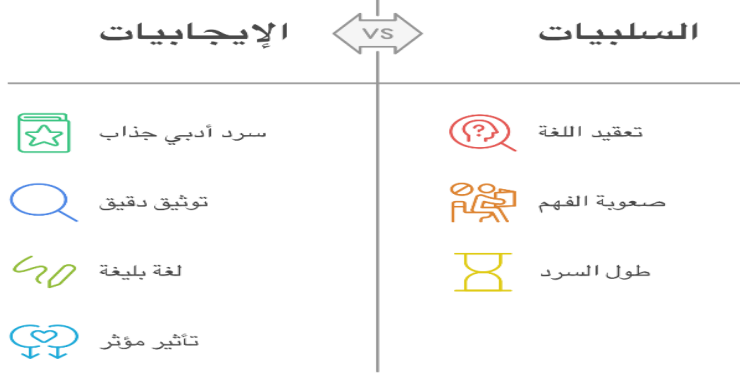 السلبيات
VS
الإيجابيات
تعقيد اللغة
صعوبة الفهم
طول السرد
سرد أدبي جذاب
توثيق دقيق
لغة بليغة
تأثير مؤثر